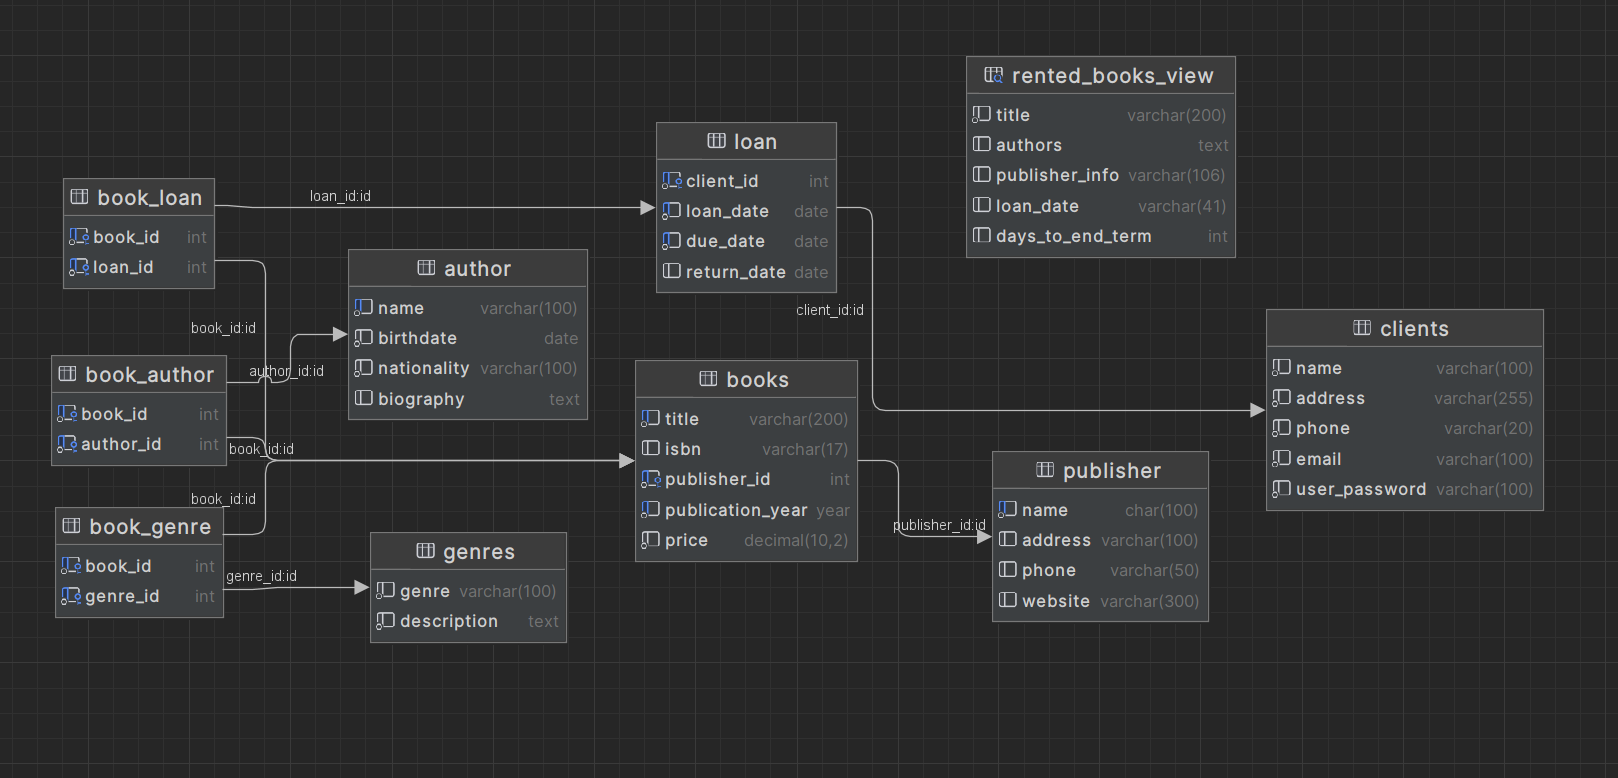 rented_books_view
title varchar(200)
authors text
publisher_info varchar(106)
loan_date varchar(41)
days_to_end_term int
loan
client_id int
loan_date date
due_date date
return_date date
book_loan
book_id int
loan_id int
loan_id:id
author
name varchar(100)
birthdate date
nationality varchar(100)
biography text
client_id:id
clients
name varchar(100)
address varchar(255)
phone varchar(20)
email varchar(100)
user_password varchar(100)
book_id:id
book_author
book_id int
author_id int
author_id:id
book_id:id
books
title varchar(200)
isbn varchar(17)
publisher_id int
publication_year year
price decimal(10,2)
publisher_id:id
publisher
name char(100)
address varchar(100)
phone varchar(50)
website varchar(300)
book_id:id
book_genre
book_id int
genre_id int
genre_id:id
genres
genre varchar(100)
description text